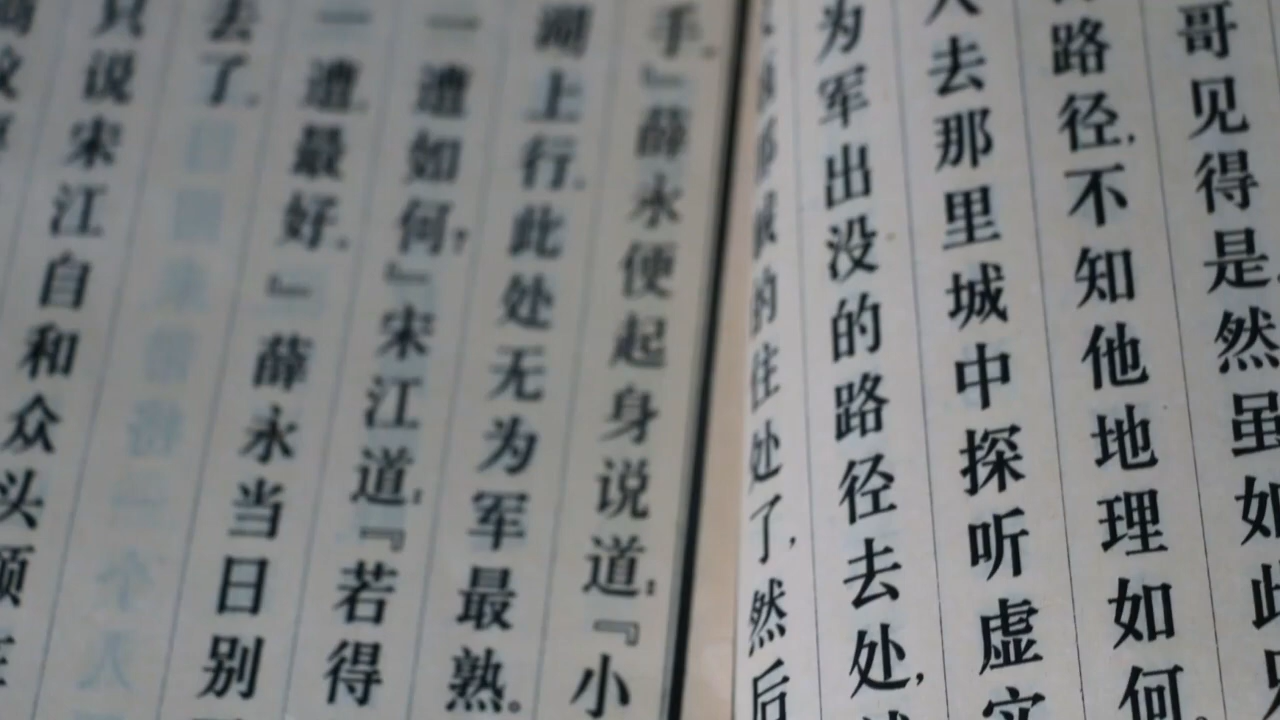 哥见得是,然虽如此,只
路径,不知他地理如何,
去那里城中探听虚实
为军出没的路径去处,
的住处了,然后
手。』薛永便起身说道:『小
湖上行,此处无为军最熟。
一遭如何?』宋江道:『若得
一遭,最好。』薛永当日别
去了。
只说宋江自和众头领在